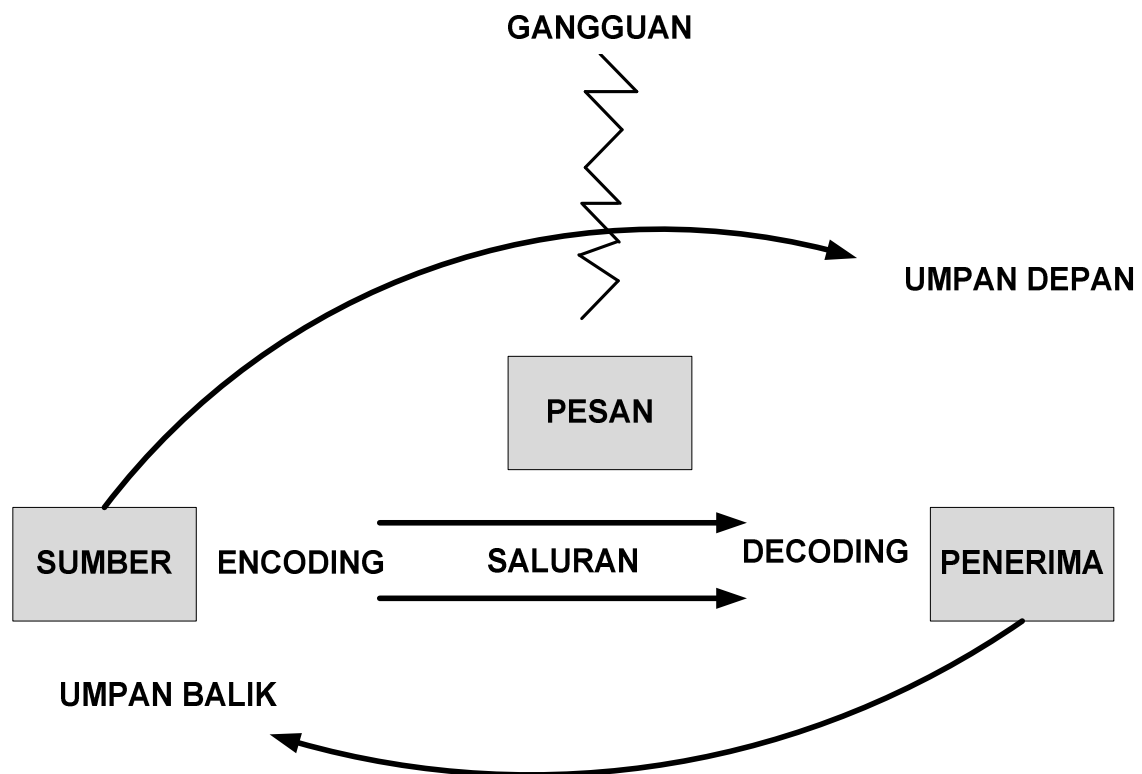 GANGGUAN
UMPAN DEPAN
PESAN
SUMBER
ENCODING
SALURAN
DECODING
PENERIMA
UMPAN BALIK